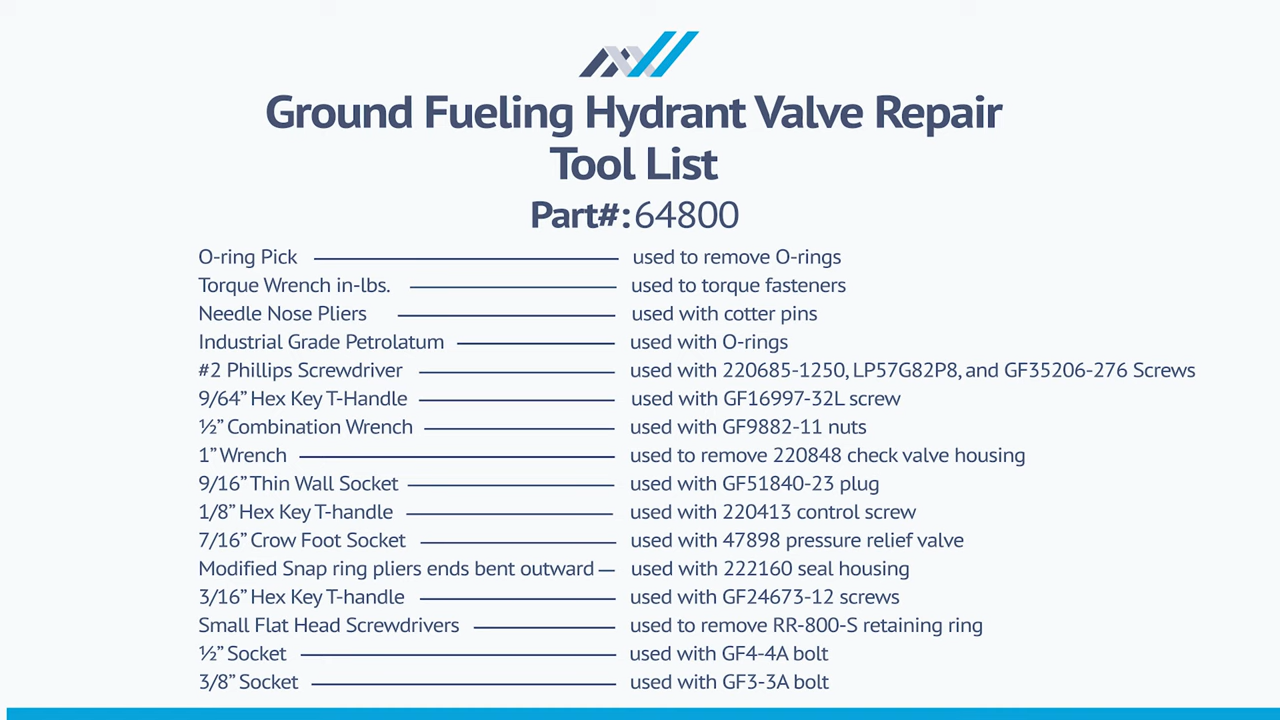 Ground Fueling Hydrant Valve Repair
Tool List
Part#: 64800
O-ring Pick used to remove O-rings
Torque Wrench in-lbs. used to torque fasteners
Needle Nose Pliers used with cotter pins
Industrial Grade Petrolatum used with O-rings
#2 Phillips Screwdriver used with 220685-1250, LP57G82P8, and GF35206-276 Screws
9/64” Hex Key T-Handle used with GF16997-32L screw
½” Combination Wrench used with GF9882-11 nuts
1” Wrench used to remove 220848 check valve housing
9/16” Thin Wall Socket used with GF51840-23 plug
1/8” Hex Key T-handle used with 220413 control screw
7/16” Crow Foot Socket used with 47898 pressure relief valve
Modified Snap ring pliers ends bent outward used with 222160 seal housing
3/16” Hex Key T-handle used with GF24673-12 screws
Small Flat Head Screwdrivers used to remove RR-800-S retaining ring
½” Socket used with GF4-4A bolt
3/8” Socket used with GF3-3A bolt